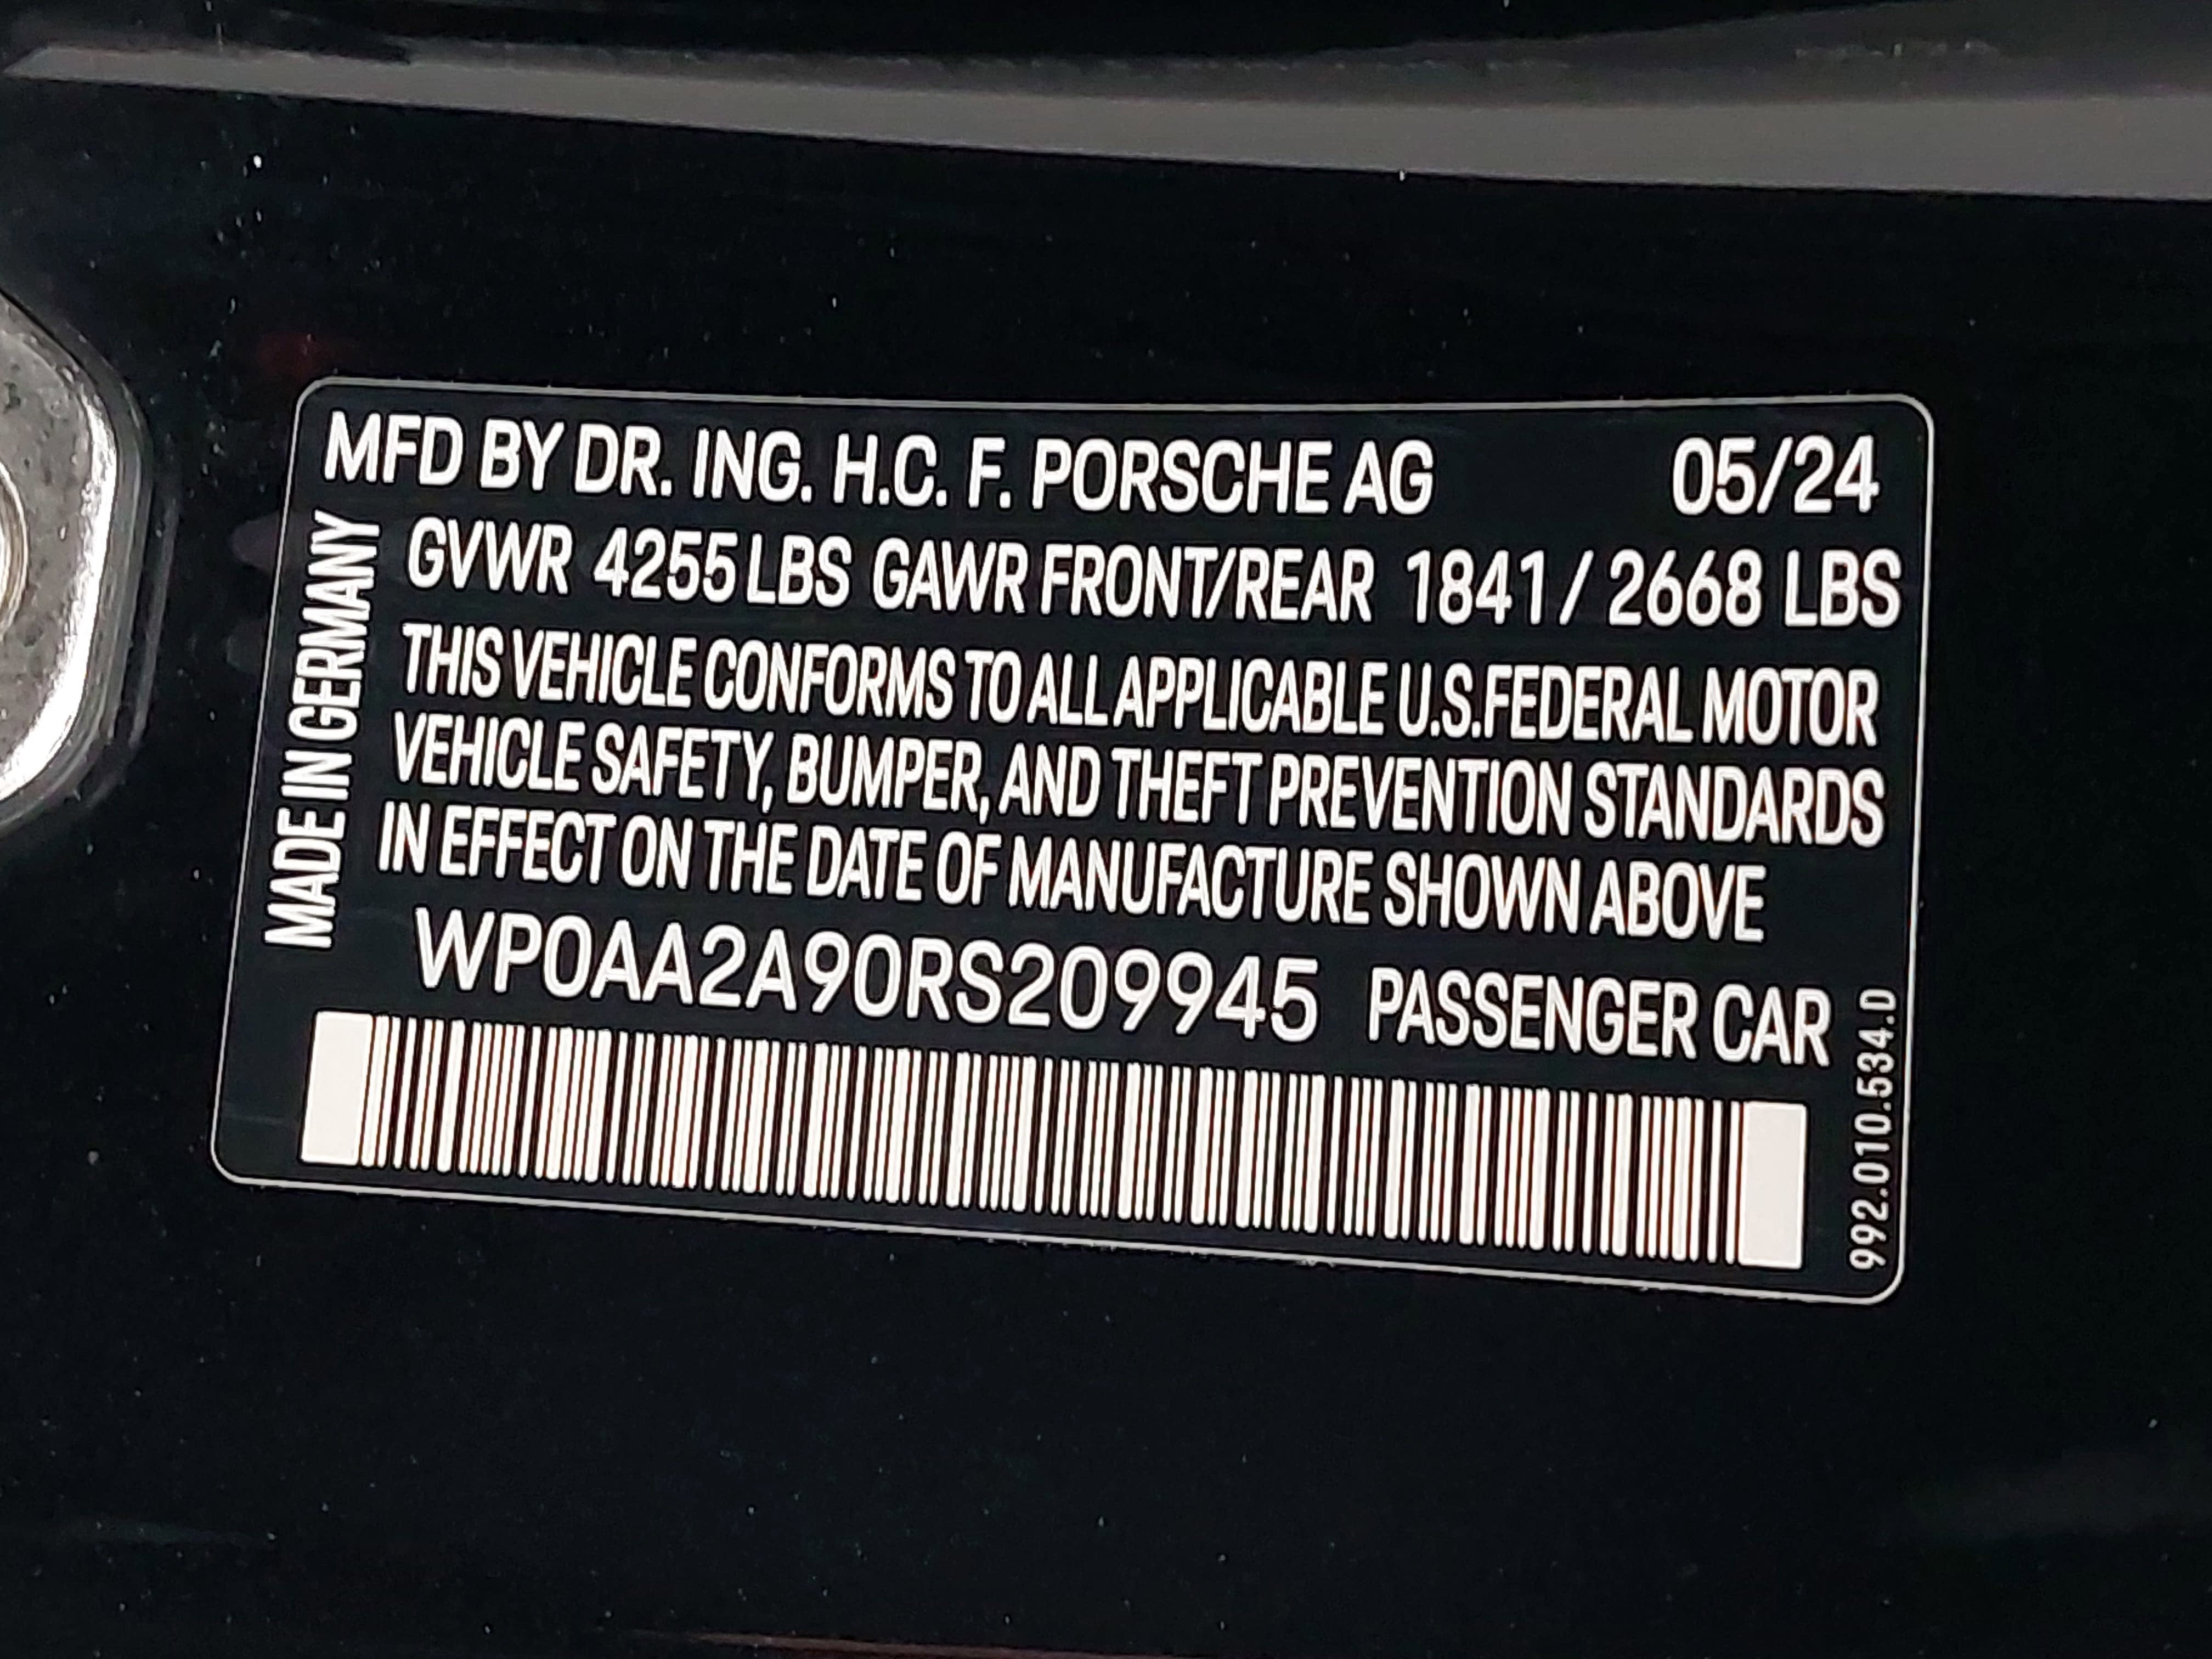 MFD BY DR. ING. H.C. F. PORSCHE AG 05/24
GVWR 4255 LBS GAWR FRONT/REAR 1841 / 2668 LBS
THIS VEHICLE CONFORMS TO ALL APPLICABLE U.S.FEDERAL MOTOR
VEHICLE SAFETY, BUMPER, AND THEFT PREVENTION STANDARDS
IN EFFECT ON THE DATE OF MANUFACTURE SHOWN ABOVE
WP0AA2A90RS209945 PASSENGER CAR
MADE IN GERMANY
992.010.534.D